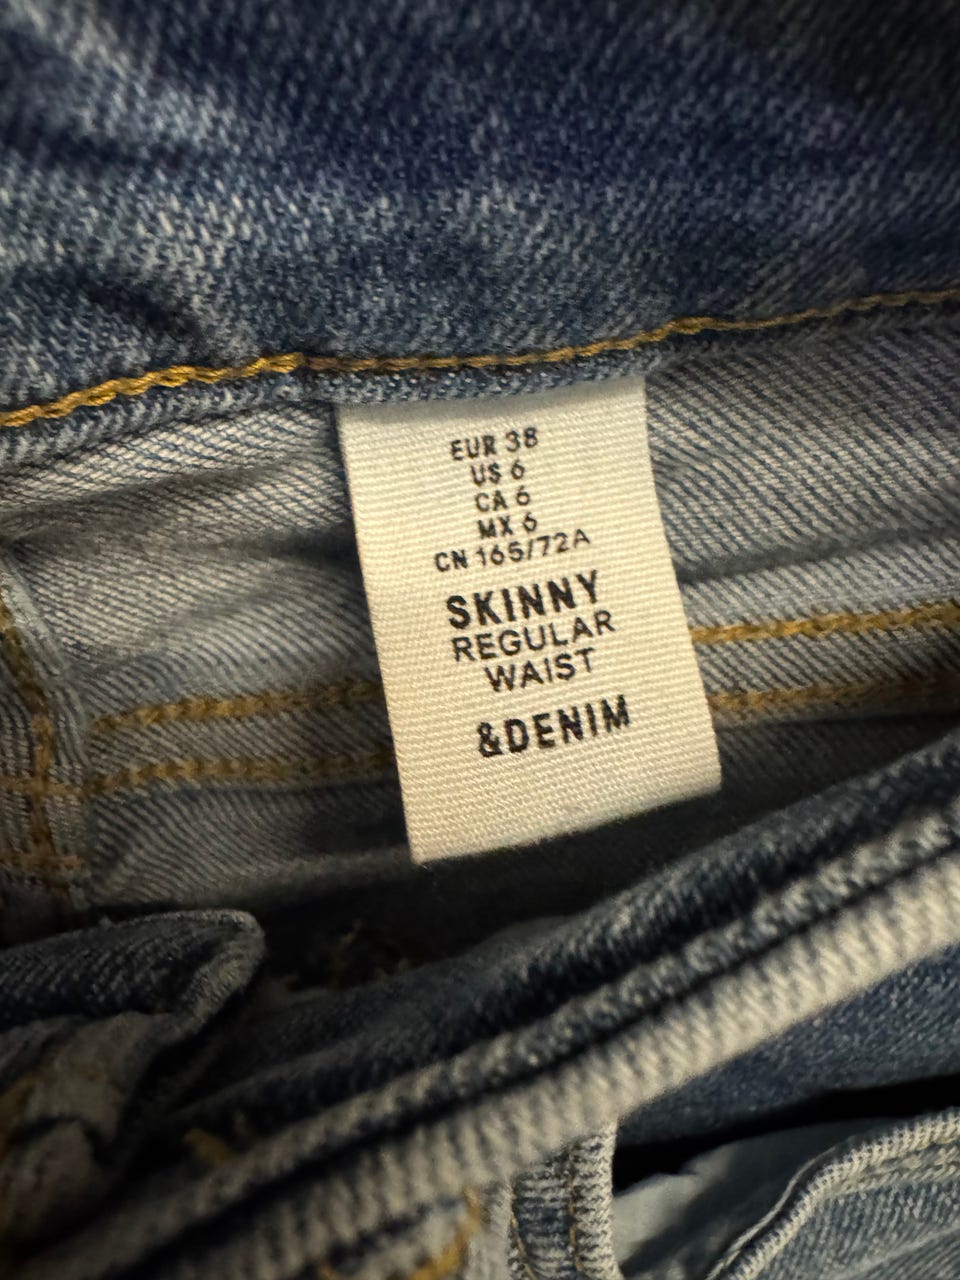 EUR 38
US 6
CA 6
MX 6
CN 165/72A
SKINNY
REGULAR
WAIST
&DENIM